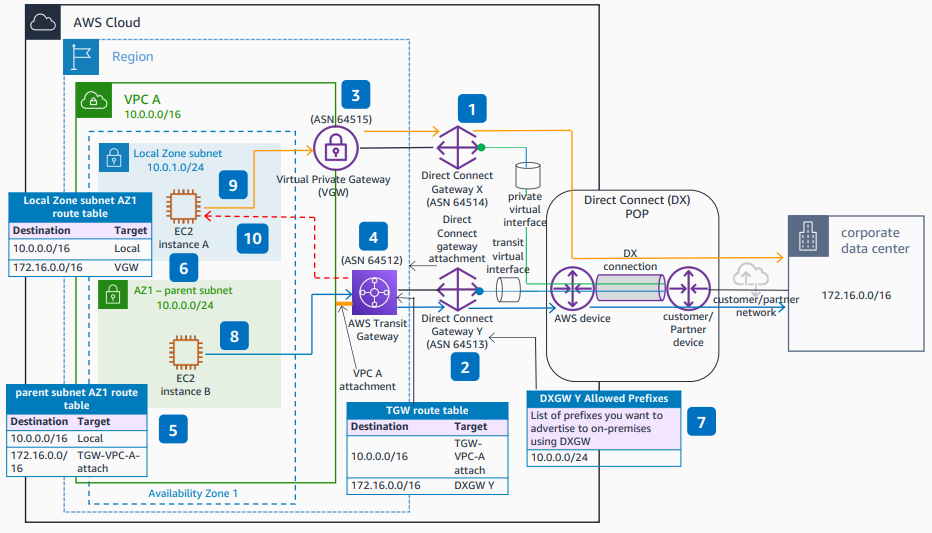 AWS Cloud
Region
VPC A
10.0.0.0/16
3
(ASN 64515)
1
Local Zone subnet
10.0.1.0/24
9
Virtual Private Gateway
(VGW)
Direct Connect
Gateway X
(ASN 64514)
private
virtual
interface
Direct Connect (DX)
POP
Local Zone subnet AZ1
route table
Destination Target
10.0.0.0/16 Local
172.16.0.0/16 VGW
EC2
instance A
10
6
4
(ASN 64512)
Direct
Connect
gateway
attachment
transit
virtual
interface
DX
connection
corporate
data center
172.16.0.0/16
AZ1 – parent subnet
10.0.0.0/24
AWS Transit
Gateway
Direct Connect
Gateway Y
(ASN 64513)
AWS device
customer/
Partner
device
customer/partner
network
8
EC2
instance B
VPC A
attachment
2
parent subnet AZ1 route
table
Destination Target
10.0.0.0/16 Local
172.16.0.0/
16
TGW-VPC-A-
attach
5
TGW route table
Destination Target
10.0.0.0/16
TGW-
VPC-A
attach
172.16.0.0/16 DXGW Y
DXGW Y Allowed Prefixes
List of prefixes you want to
advertise to on-premises
using DXGW
10.0.0.0/24
7
Availability Zone 1